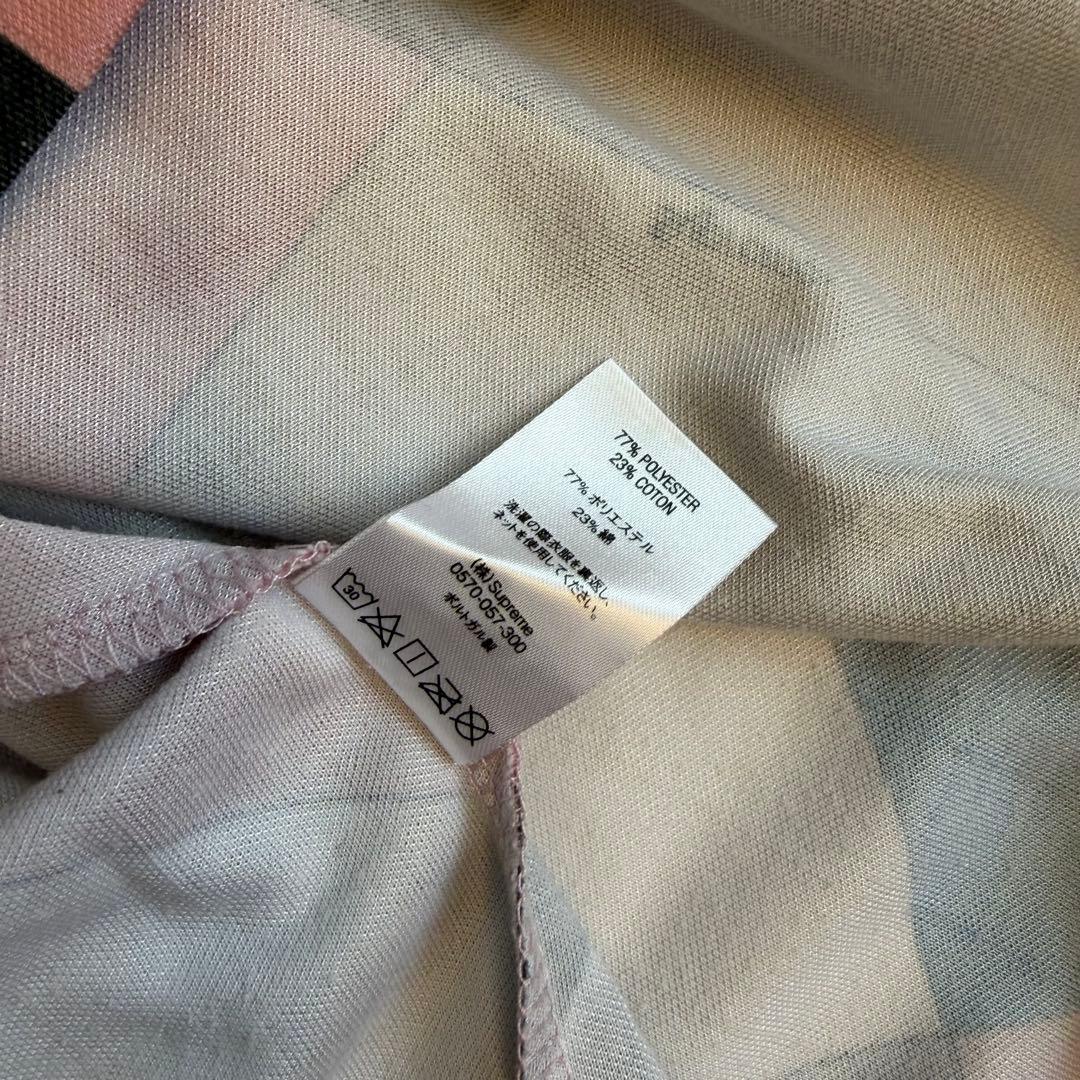 77% POLYESTER
23% COTON
77% ポリエステル
23% 綿
洗濯の際衣服を裏返し、
ネットを使用してください。
(株)Supreme
0570-057-300
ポルトガル製
30